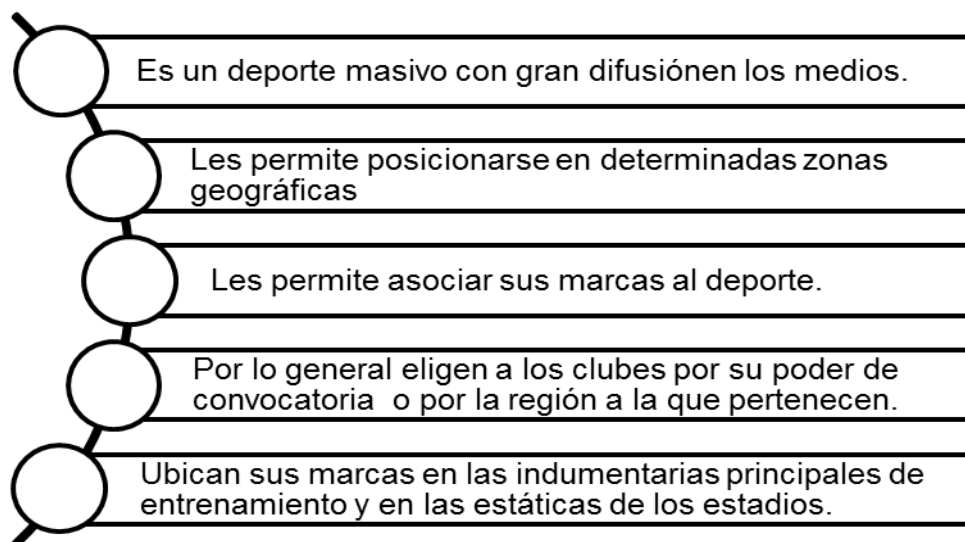 Es un deporte masivo con gran difusiónen los medios.
Les permite posicionarse en determinadas zonas
geográficas
Les permite asociar sus marcas al deporte.
Por lo general eligen a los clubes por su poder de
convocatoria  o por la región a la que pertenecen.
Ubican sus marcas en las indumentarias principales de
entrenamiento y en las estáticas de los estadios.